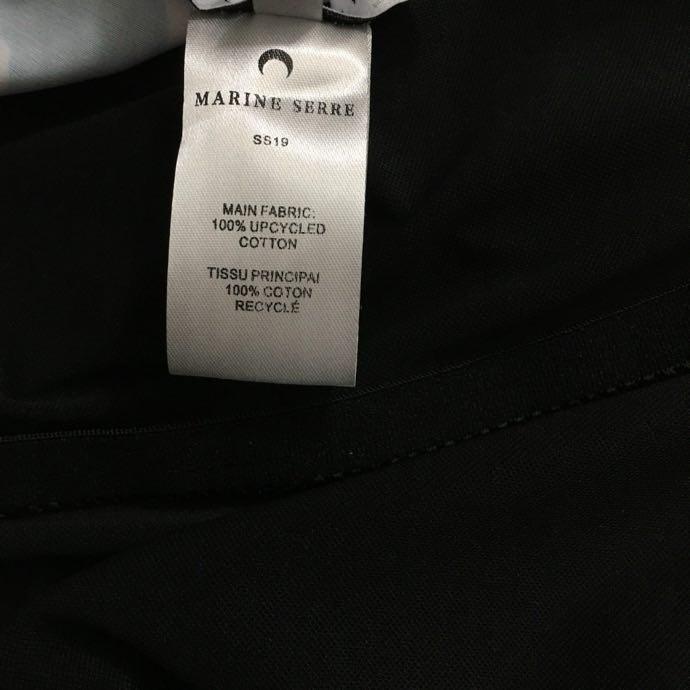 MARINE SERRE
SS19
MAIN FABRIC:
100% UPCYCLED
COTTON
TISSU PRINCIPAI
100% COTON
RECYCLÉ